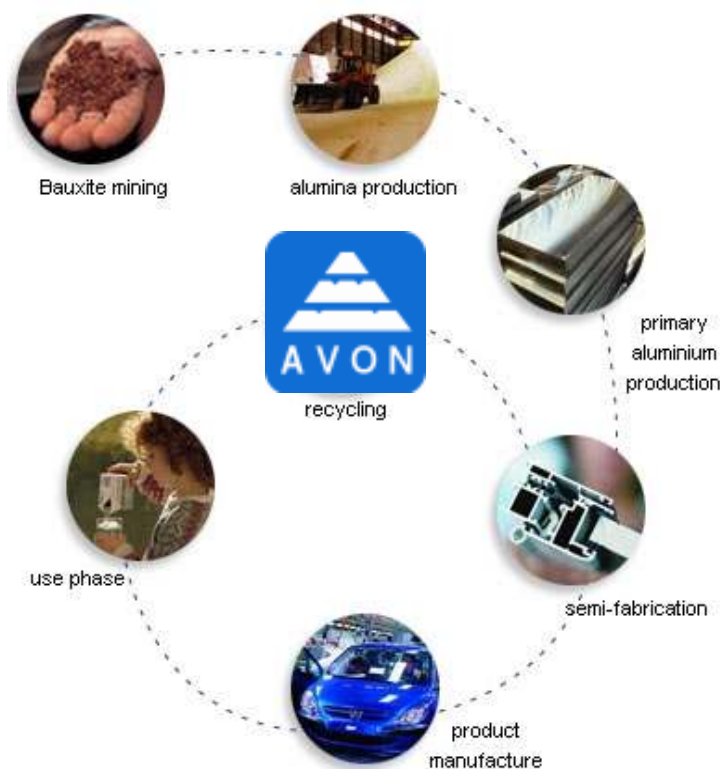 Bauxite mining
alumina production
primary
aluminium
production
AVON
recycling
use phase
semi-fabrication
product
manufacture